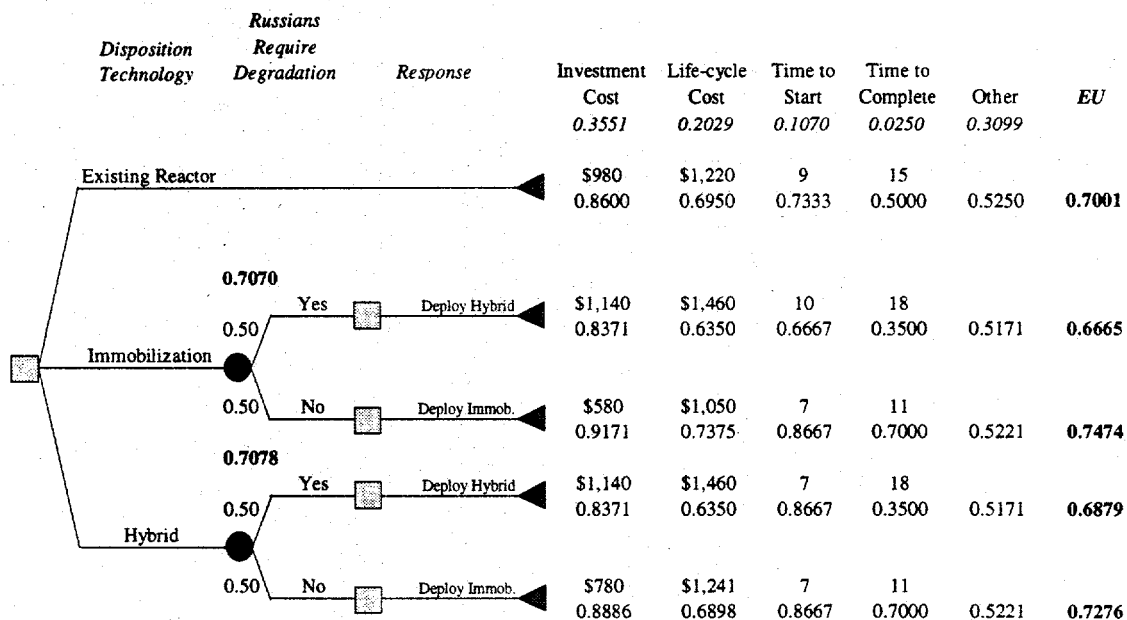 Russians
Disposition Require
Technology Degradation Response Investment Life-cycle Time to Time to
Cost Cost Start Complete Other EU
0.3551 0.2029 0.1070 0.0250 0.3099
Existing Reactor $980 $1,220 9 15
0.8600 0.6950 0.7333 0.5000 0.5250 0.7001
0.7070
Yes Deploy Hybrid $1,140 $1,460 10 18
0.50 0.8371 0.6350 0.6667 0.3500 0.5171 0.6665
Immobilization
0.50 No Deploy Immob. $580 $1,050 7 11
0.9171 0.7375 0.8667 0.7000 0.5221 0.7474
0.7078
Yes Deploy Hybrid $1,140 $1,460 7 18
0.50 0.8371 0.6350 0.8667 0.3500 0.5171 0.6879
Hybrid
0.50 No Deploy Immob. $780 $1,241 7 11
0.8886 0.6898 0.8667 0.7000 0.5221 0.7276